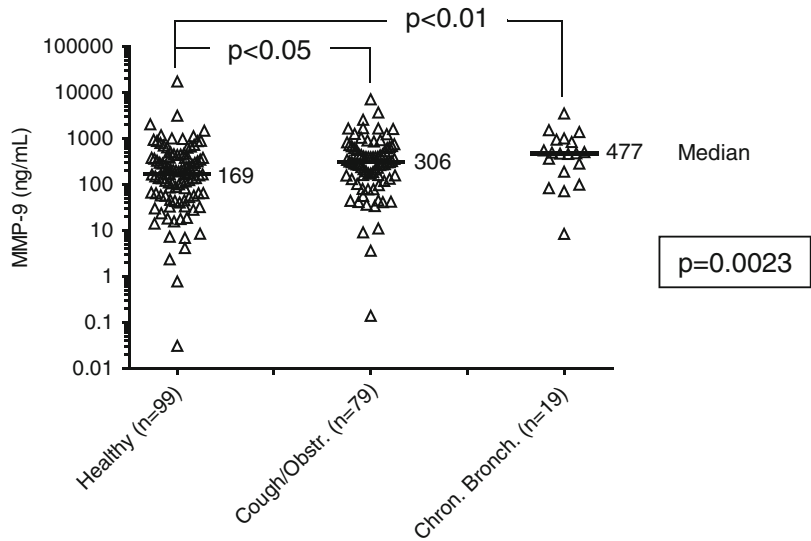 p<0.01
p<0.05
MMP-9 (ng/mL)
100000
10000
1000
100
10
1
0.1
0.01
169
306
477
Median
p=0.0023
Healthy (n=99)
Cough/Obstr. (n=79)
Chron. Bronch. (n=19)